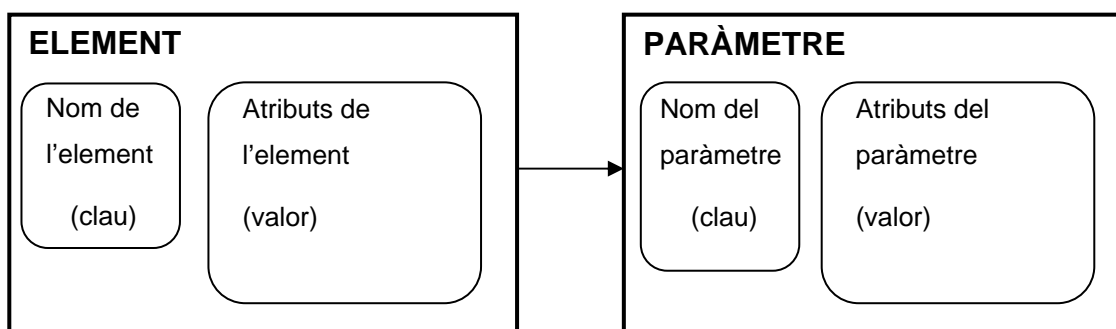 ELEMENT
Nom de
l’element
(clau)
Atributs de
l’element
(valor)
PARÀMETRE
Nom del
paràmetre
(clau)
Atributs del
paràmetre
(valor)